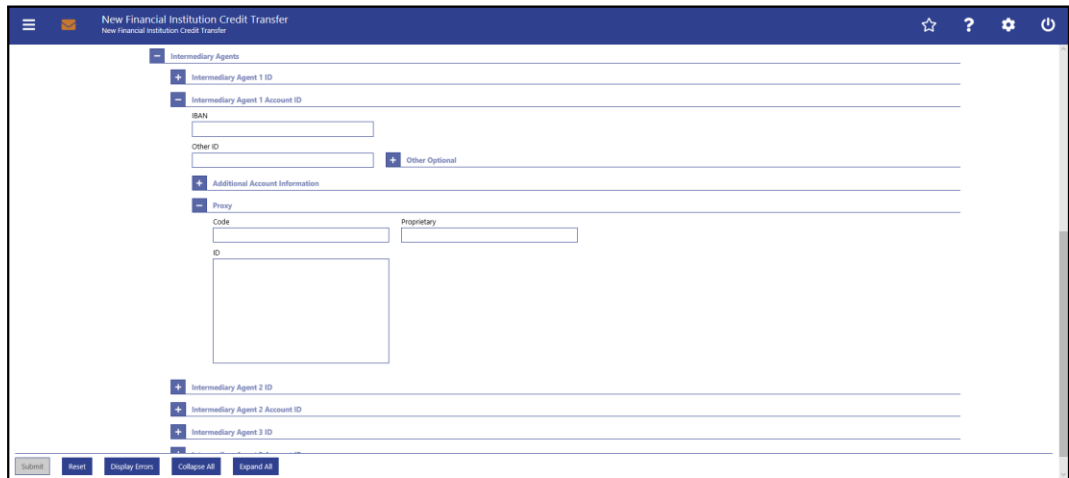 New Financial Institution Credit Transfer
New Financial Institution Credit Transfer
Intermediary Agents
Intermediary Agent 1 ID
Intermediary Agent 1 Account ID
IBAN
Other ID
Other Optional
Additional Account Information
Proxy
Code Proprietary
ID
Intermediary Agent 2 ID
Intermediary Agent 2 Account ID
Intermediary Agent 3 ID
Submit Reset Display Errors Collapse All Expand All